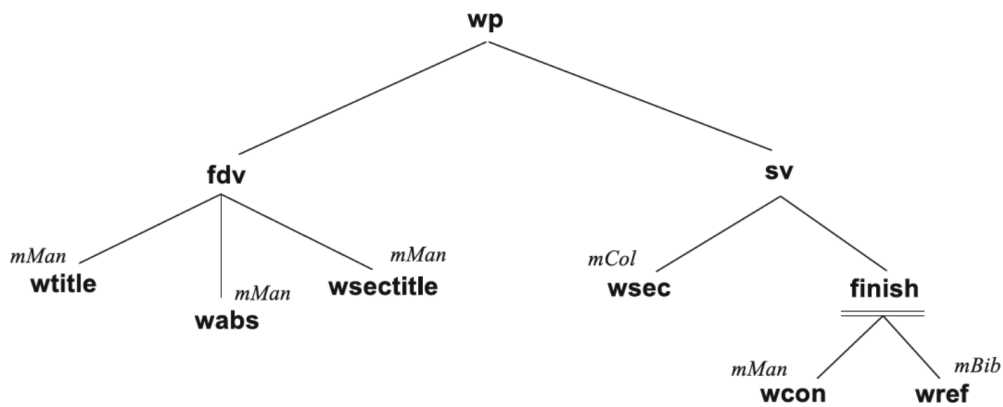 wp
fdv
sv
mMan
wtitle
mMan
wabs
mMan
wsectitle
mCol
wsec
finish
mMan
wcon
mBib
wref